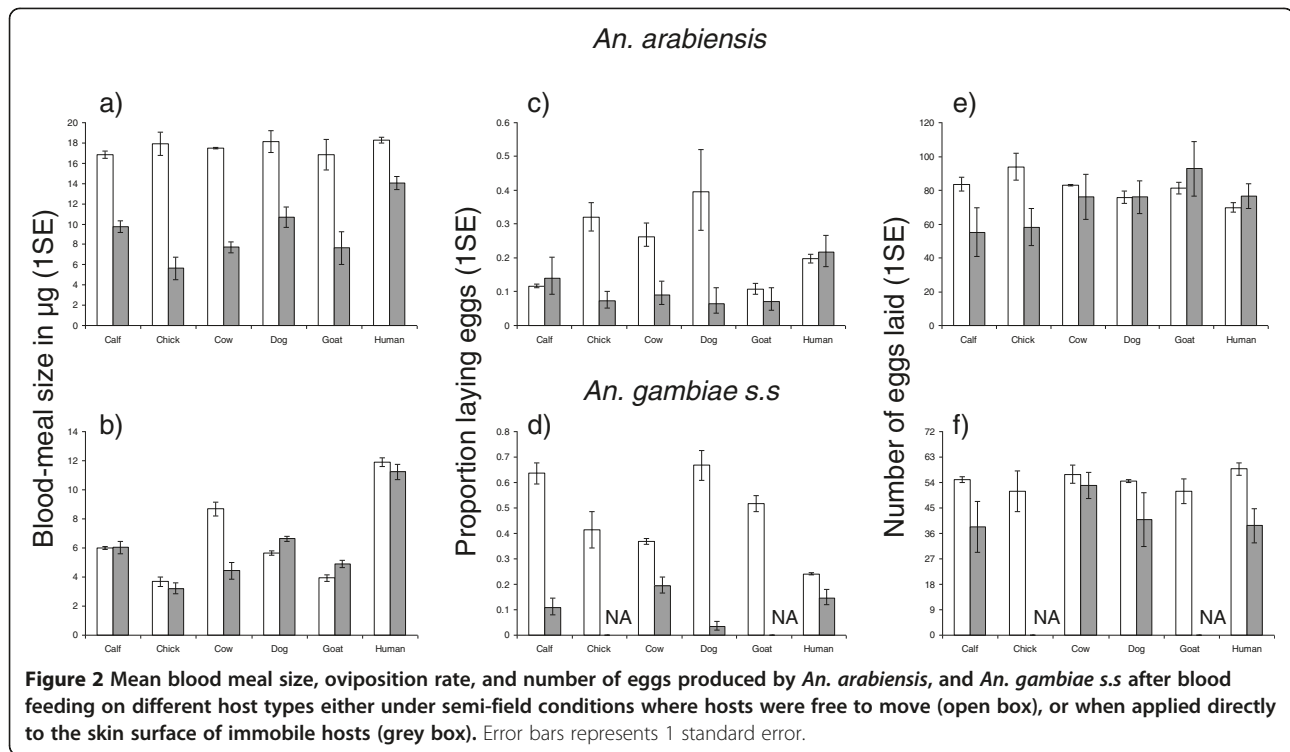 An. arabiensis
a)
Blood-meal size in µg (1SE)
20
18
16
14
12
10
8
6
4
2
0
Calf Chick Cow Dog Goat Human
c)
Proportion laying eggs (1SE)
0.6
0.5
0.4
0.3
0.2
0.1
0
Calf Chick Cow Dog Goat Human
e)
Number of eggs laid (1SE)
120
100
80
60
40
20
0
Calf Chick Cow Dog Goat Human
An. gambiae s.s
b)
14
12
10
8
6
4
2
0
Calf Chick Cow Dog Goat Human
d)
0.8
0.7
0.6
0.5
0.4
0.3
0.2
0.1
0
NA NA
Calf Chick Cow Dog Goat Human
f)
72
63
54
45
36
27
18
9
0
NA NA
Calf Chick Cow Dog Goat Human
Figure 2 Mean blood meal size, oviposition rate, and number of eggs produced by An. arabiensis, and An. gambiae s.s after blood
feeding on different host types either under semi-field conditions where hosts were free to move (open box), or when applied directly
to the skin surface of immobile hosts (grey box). Error bars represents 1 standard error.